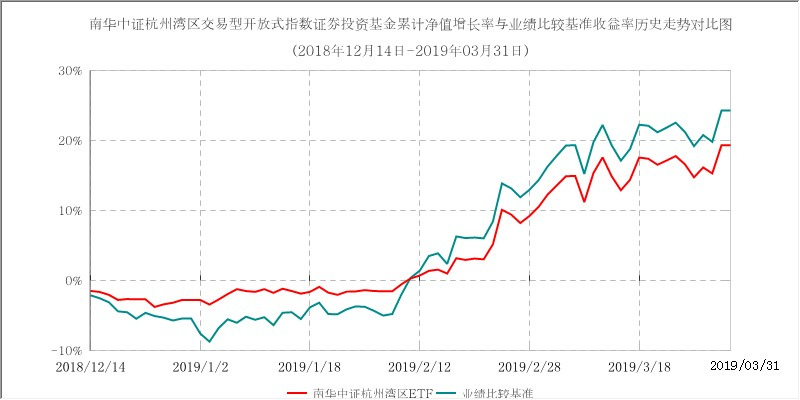 南华中证杭州湾区交易型开放式指数证券投资基金累计净值增长率与业绩比较基准收益率历史走势对比图
(2018年12月14日-2019年03月31日)
30%
20%
10%
0%
-10%
2018/12/14 2019/1/2 2019/1/18 2019/2/12 2019/2/28 2019/3/18 2019/03/31
南华中证杭州湾区ETF 业绩比较基准